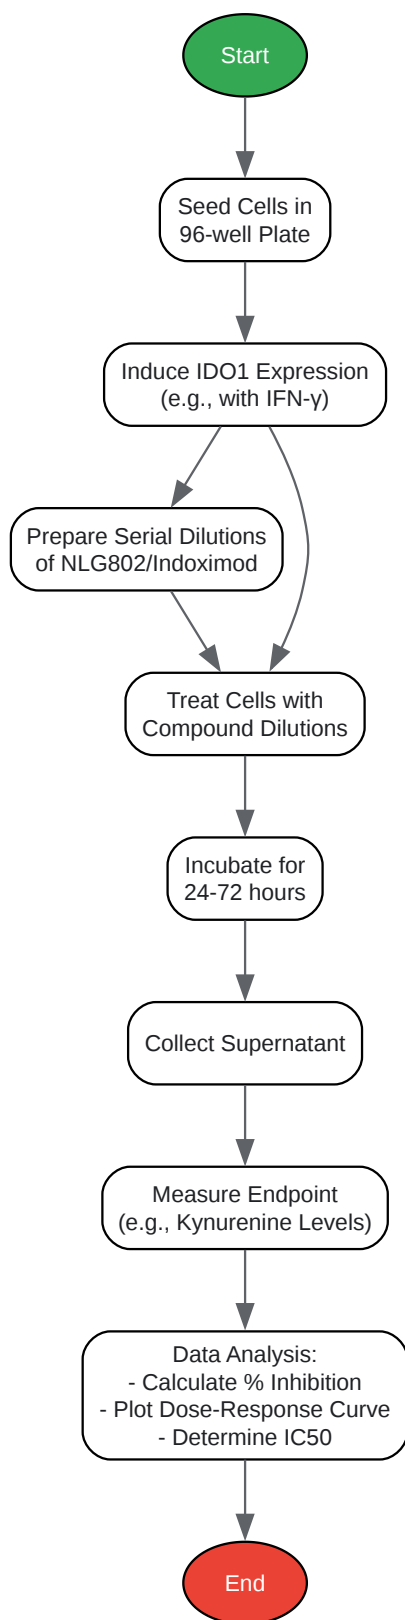 Start
Seed Cells in
96-well Plate
Induce IDO1 Expression
(e.g., with IFN-γ)
Prepare Serial Dilutions
of NLG802/Indoximod
Treat Cells with
Compound Dilutions
Incubate for
24-72 hours
Collect Supernatant
Measure Endpoint
(e.g., Kynurenine Levels)
Data Analysis:
- Calculate % Inhibition
- Plot Dose-Response Curve
- Determine IC50
End